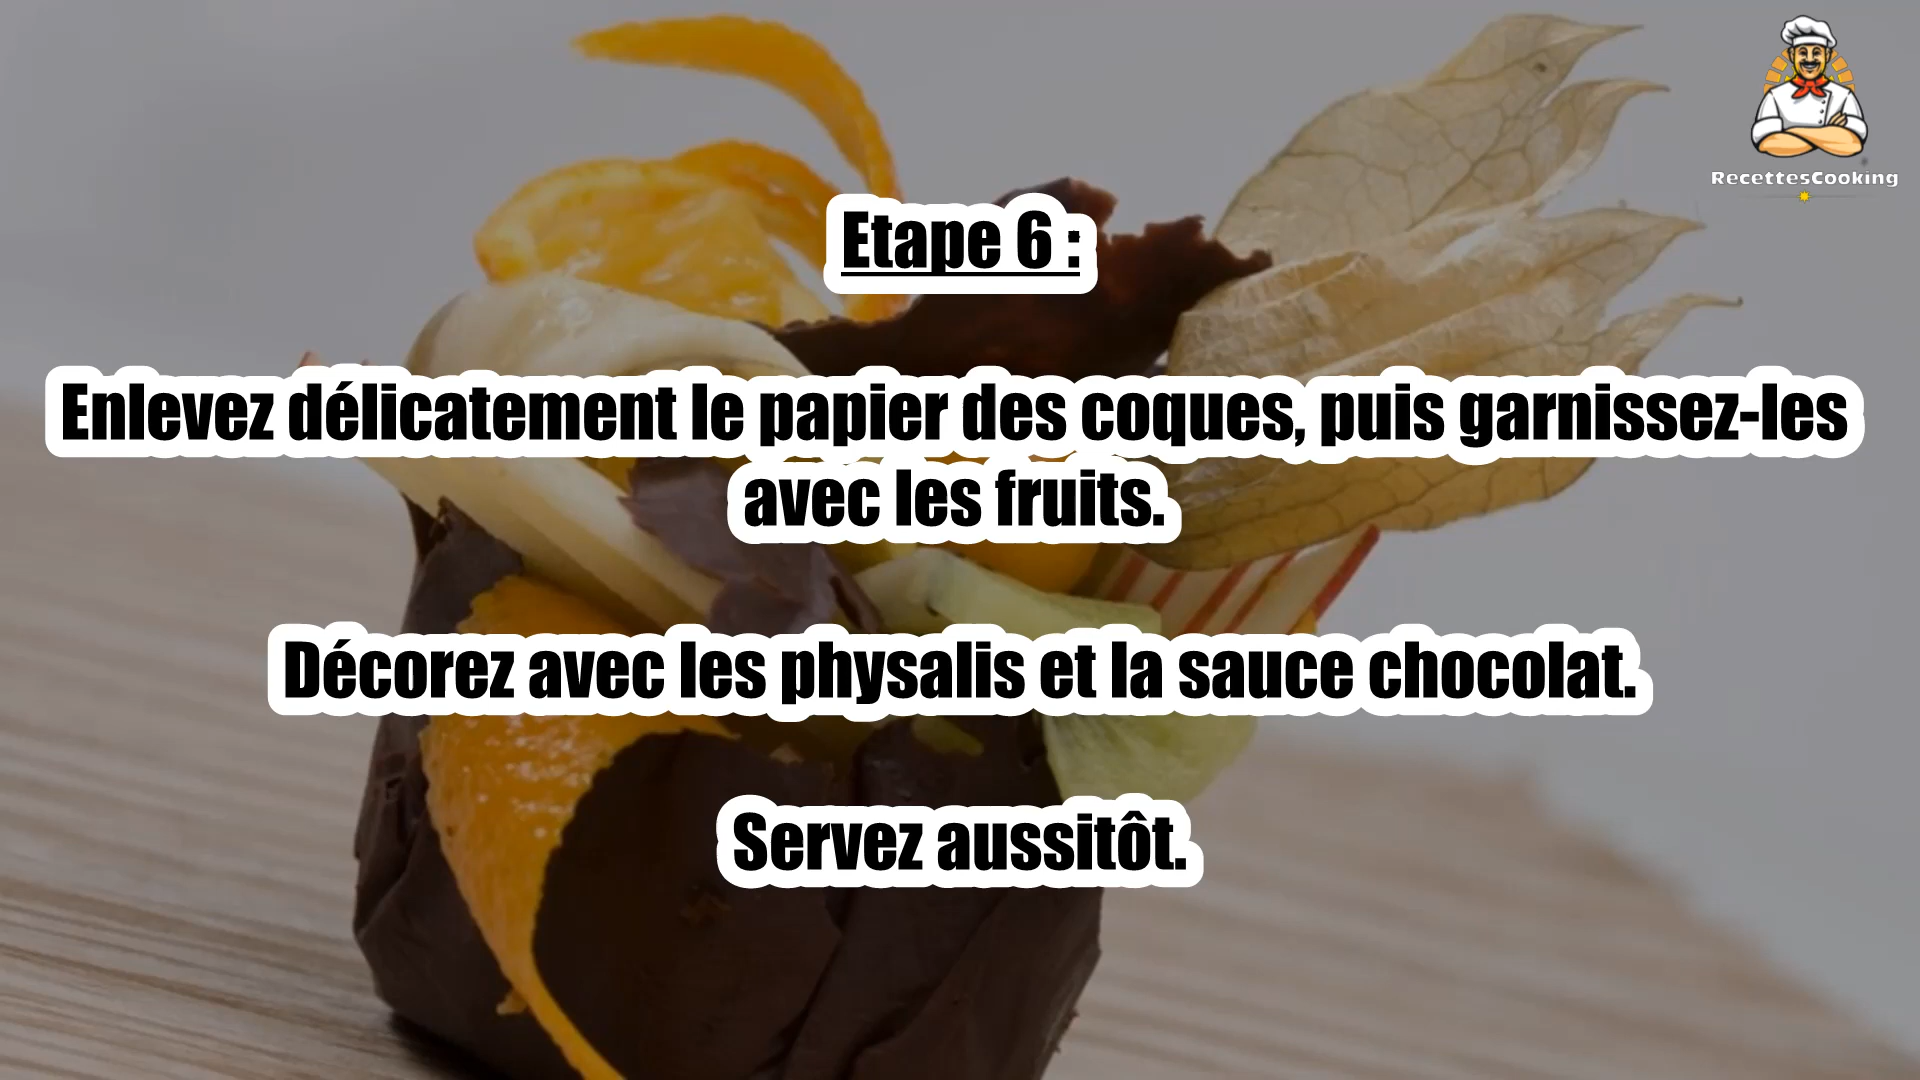 RecettesCooking
Etape 6 :
Enlevez délicatement le papier des coques, puis garnissez-les
avec les fruits.
Décorez avec les physalis et la sauce chocolat.
Servez aussitôt.